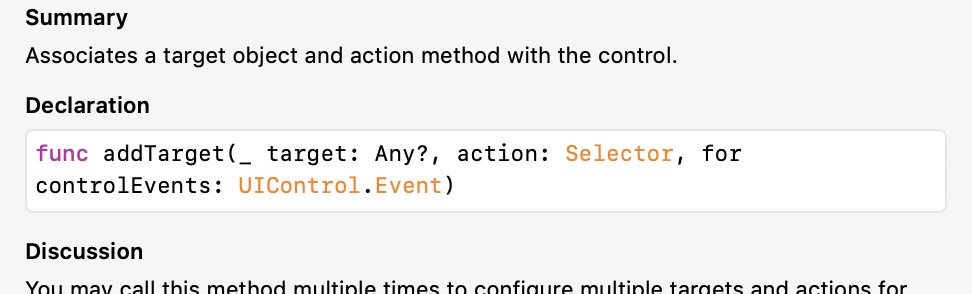 Summary
Associates a target object and action method with the control.
Declaration
func addTarget(_ target: Any?, action: Selector, for
controlEvents: UIControl.Event)
Discussion
You may call this method multiple times to configure multiple targets and actions for